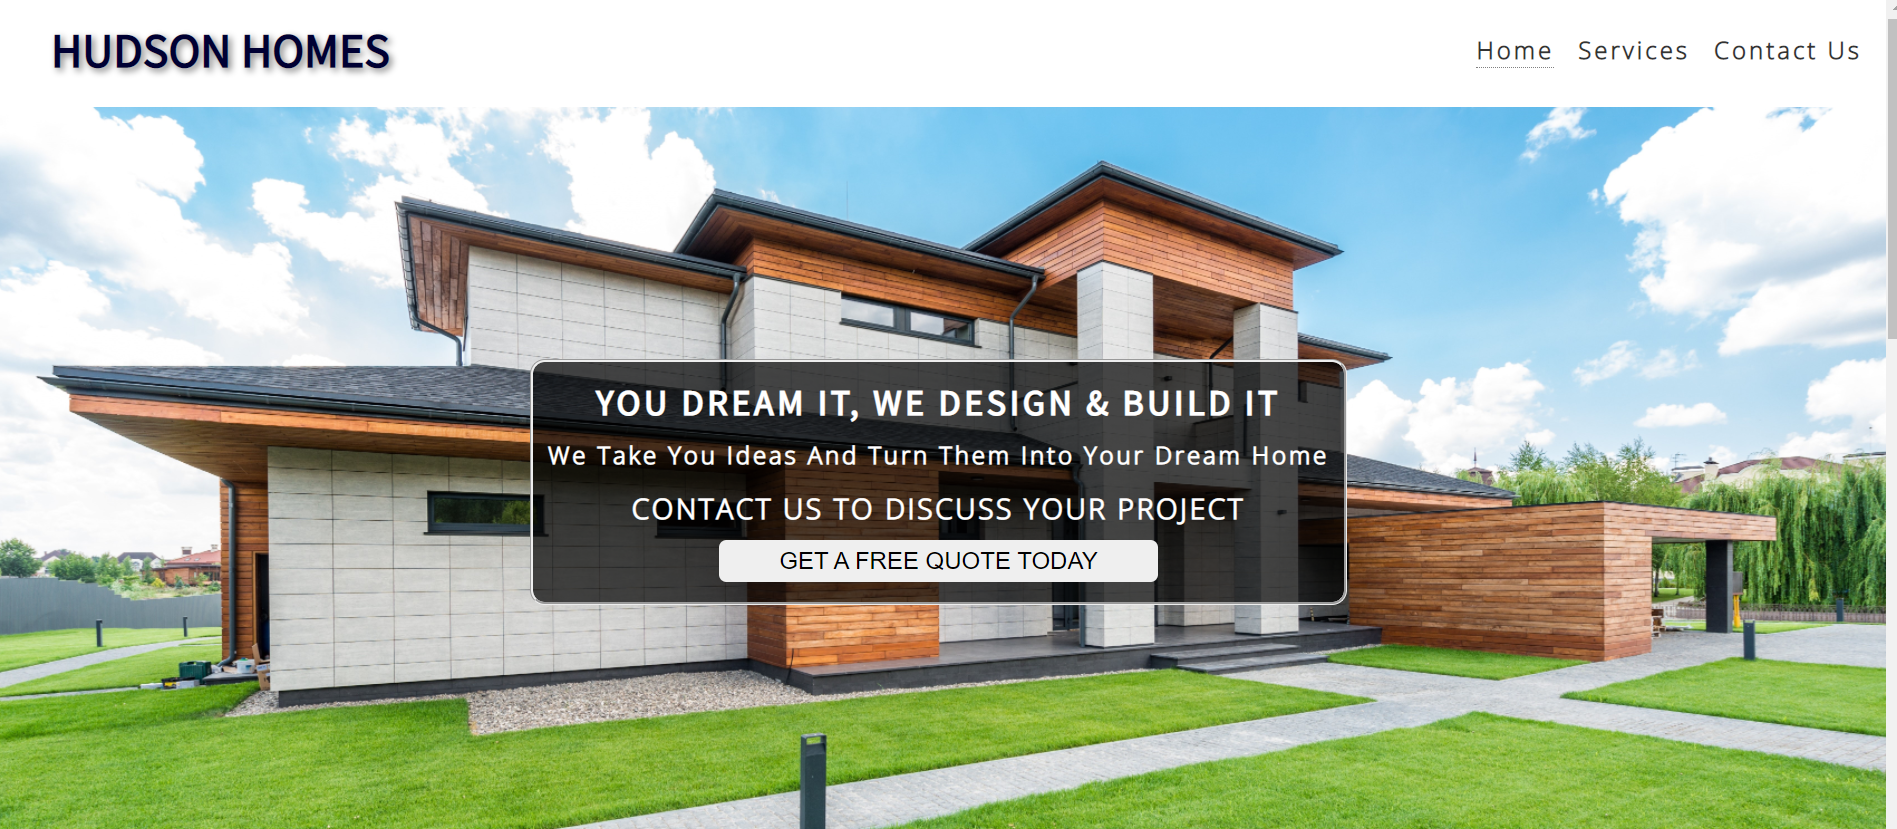 HUDSON HOMES
Home Services Contact Us
YOU DREAM IT, WE DESIGN & BUILD IT
We Take You Ideas And Turn Them Into Your Dream Home
CONTACT US TO DISCUSS YOUR PROJECT
GET A FREE QUOTE TODAY